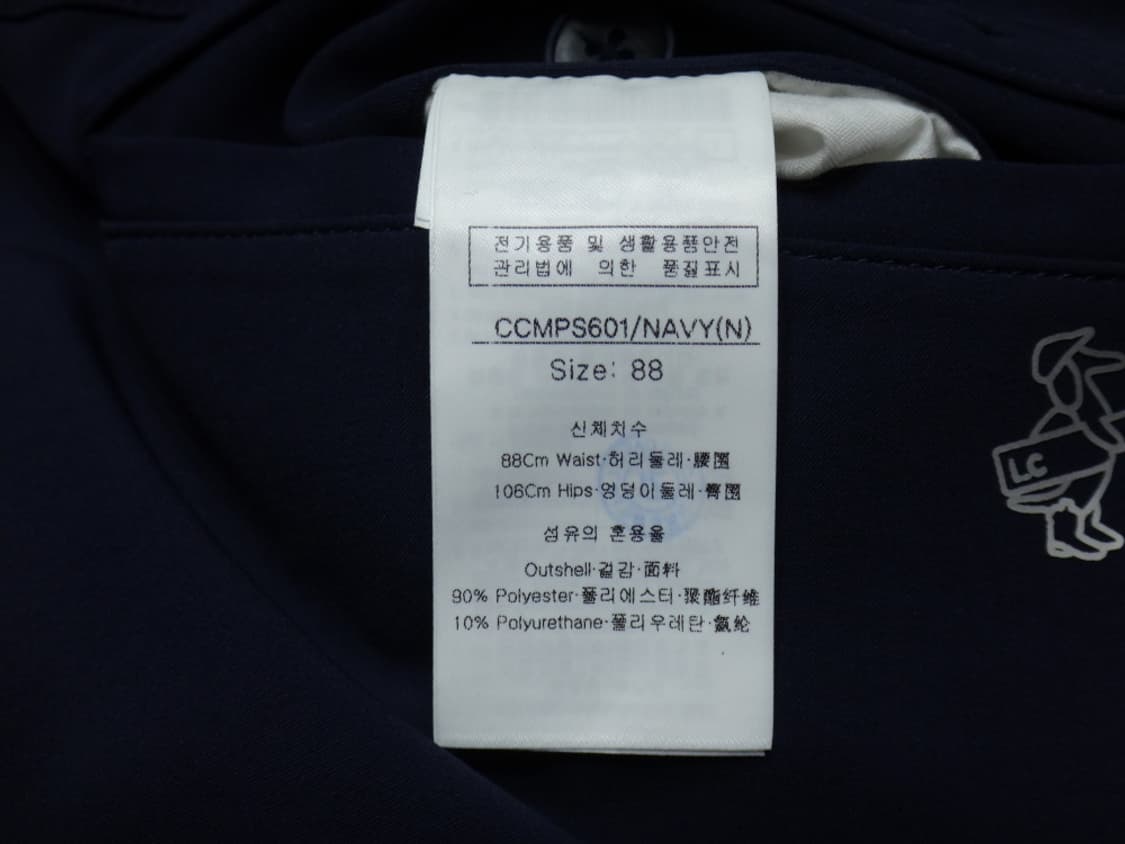 전기용품 및 생활용품안전
관리법에 의한 품질표시
CCMPS601/NAVY(N)
Size: 88
신체치수
88Cm Waist·허리둘레·腰围
106Cm Hips·엉덩이둘레·臀围
섬유의 혼용율
Outshell·겉감·面料
90% Polyester·폴리에스터·聚酯纤维
10% Polyurethane·폴리우레탄·氨纶
LC